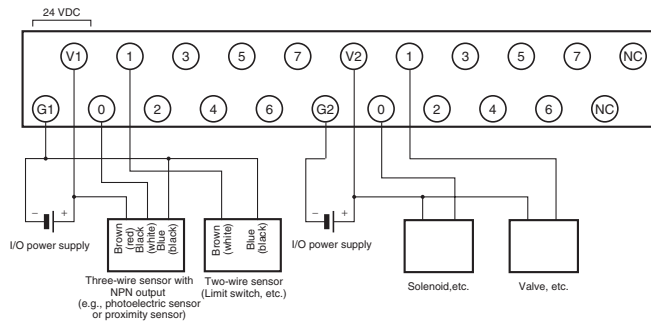 24 VDC
V1 1 3 5 7 V2 1 3 5 7 NC
G1 0 2 4 6 G2 0 2 4 6 NC
− +
− +
I/O power supply
Brown
(red)
Black
(white)
Blue
(black)
Brown
(white)
Blue
(black)
I/O power supply
Three-wire sensor with
NPN output
(e.g., photoelectric sensor
or proximity sensor)
Two-wire sensor
(Limit switch, etc.)
Solenoid,etc.
Valve, etc.